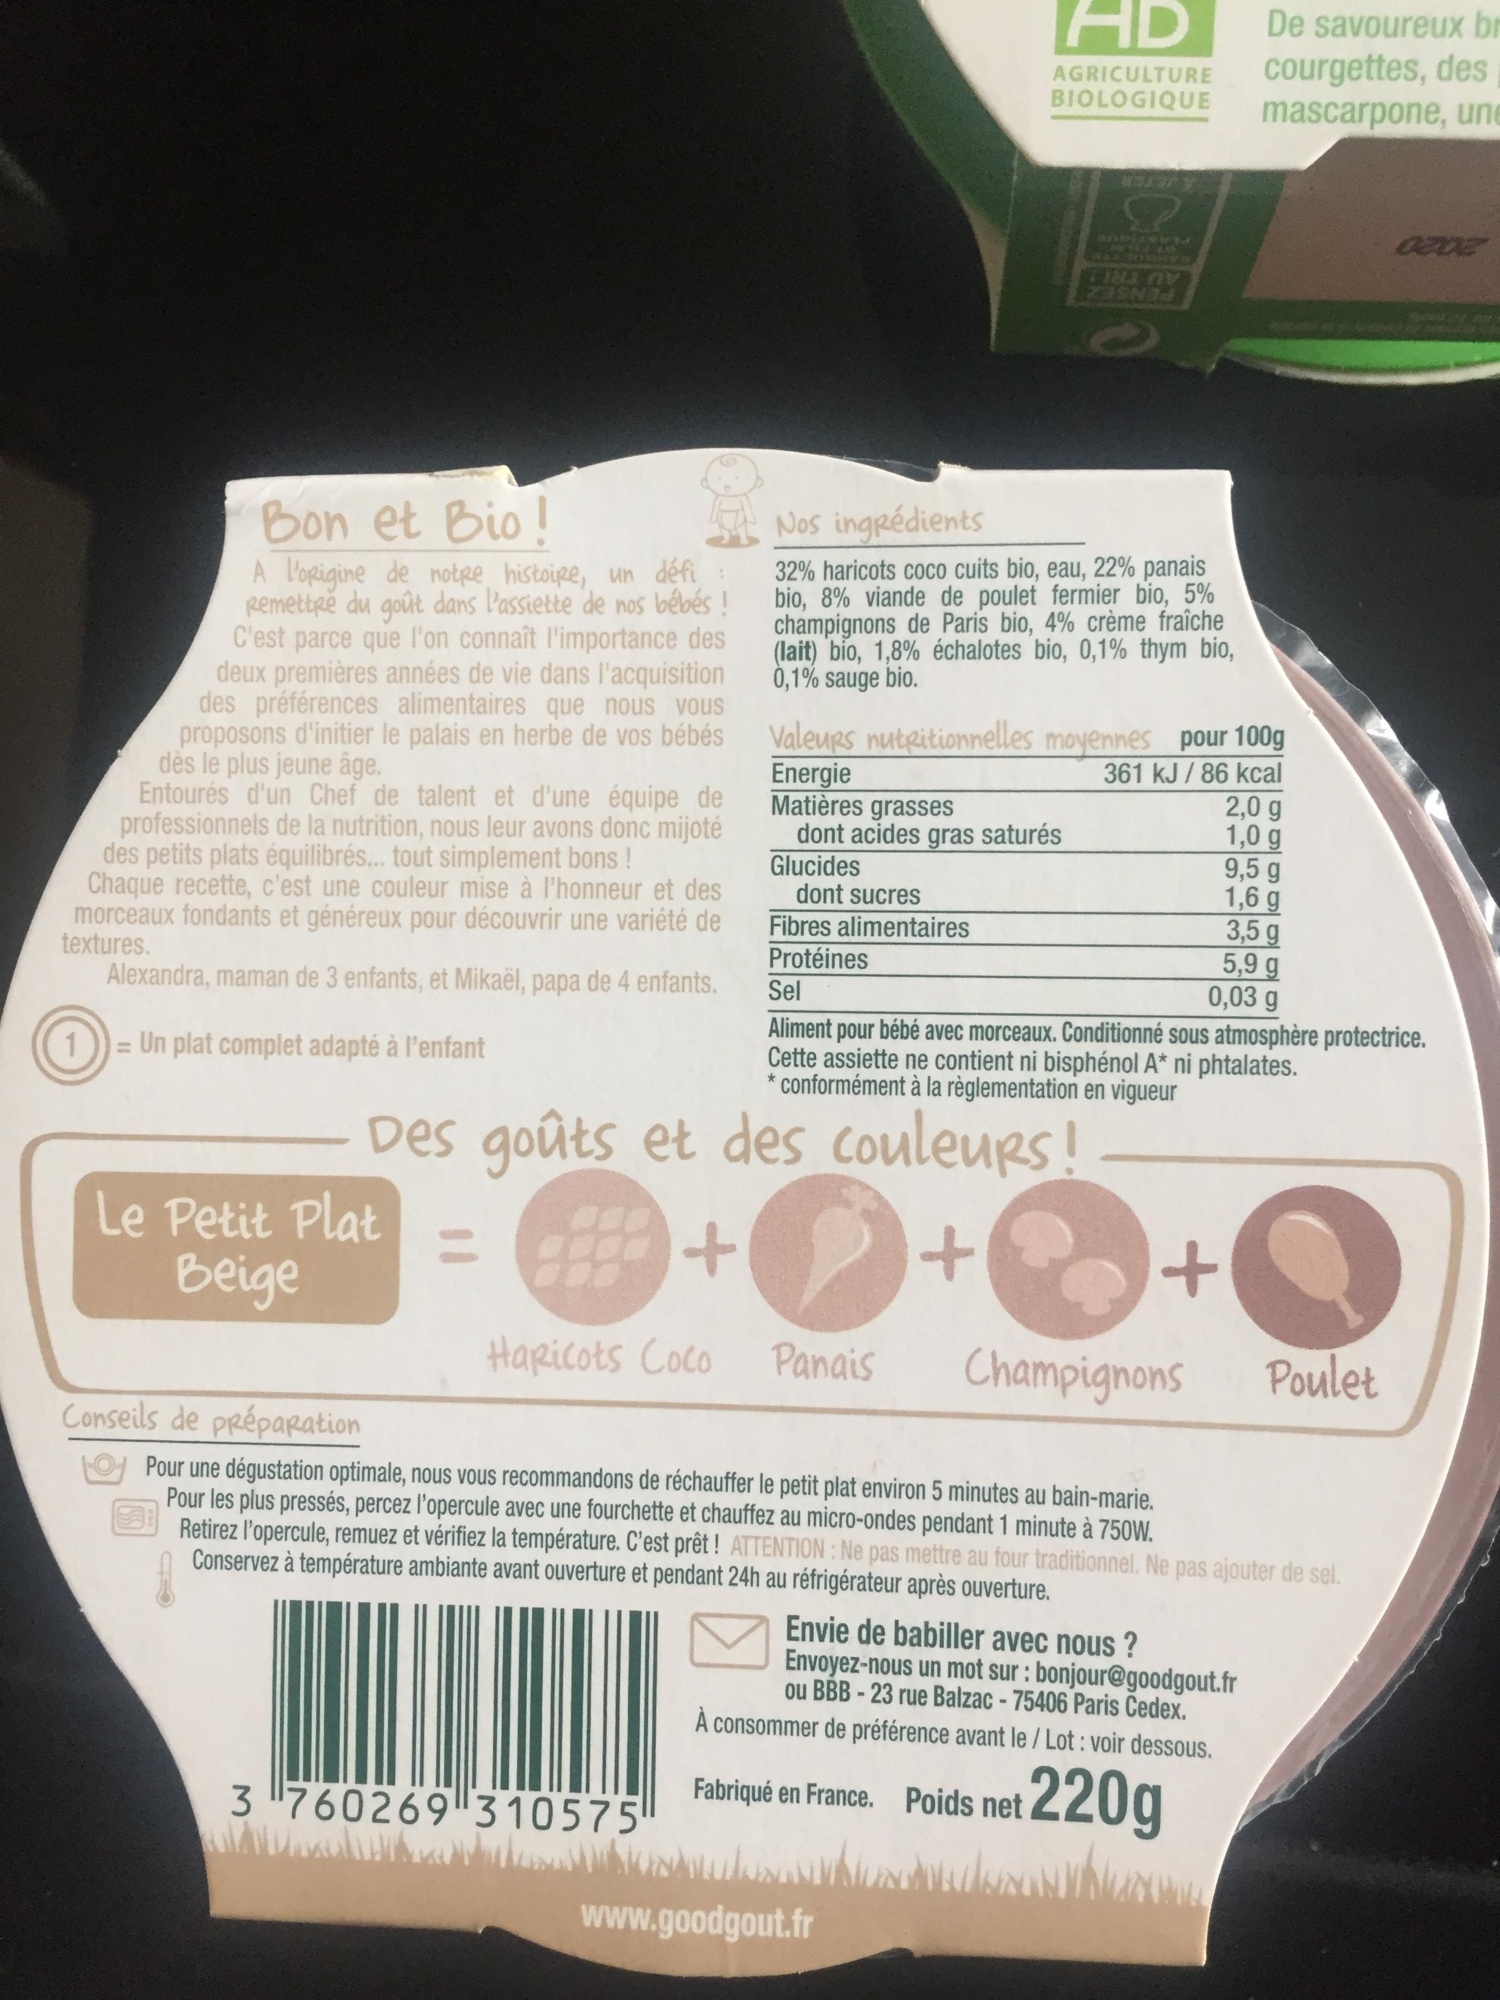 AB
AGRICULTURE
BIOLOGIQUE
De savoureux
courgettes, des
mascarpone,
À JETER
PLASTIQUE
ET FILM
BARQUETTE
AU TRI !
PENSEZ
2020
Bon et Bio !
A l'origine de notre histoire, un défi :
remettre du goût dans l'assiette de nos bébés !
C'est parce que l'on connaît l'importance des
deux premières années de vie dans l'acquisition
des préférences alimentaires que nous vous
proposons d'initier le palais en herbe de vos bébés
dès le plus jeune âge.
Entourés d'un Chef de talent et d'une équipe de
professionnels de la nutrition, nous leur avons donc mijoté
des petits plats équilibrés... tout simplement bons !
Chaque recette, c'est une couleur mise à l'honneur et des
morceaux fondants et généreux pour découvrir une variété de
textures.
Alexandra, maman de 3 enfants, et Mikaël, papa de 4 enfants.
1 = Un plat complet adapté à l'enfant
Nos ingrédients
32% haricots coco cuits bio, eau, 22% panais
bio, 8% viande de poulet fermier bio, 5%
champignons de Paris bio, 4% crème fraîche
(lait) bio, 1,8% échalotes bio, 0,1% thym bio,
0,1% sauge bio.
Valeurs nutritionnelles moyennes pour 100g
Energie 361 kJ / 86 kcal
Matières grasses 2,0 g
dont acides gras saturés 1,0 g
Glucides 9,5 g
dont sucres 1,6 g
Fibres alimentaires 3,5 g
Protéines 5,9 g
Sel 0,03 g
Aliment pour bébé avec morceaux. Conditionné sous atmosphère protectrice.
Cette assiette ne contient ni bisphénol A* ni phtalates.
* conformément à la règlementation en vigueur
Des goûts et des couleurs !
Le Petit Plat
Beige
= + + +
Haricots Coco Panais Champignons Poulet
Conseils de préparation
Pour une dégustation optimale, nous vous recommandons de réchauffer le petit plat environ 5 minutes au bain-marie.
Pour les plus pressés, percez l'opercule avec une fourchette et chauffez au micro-ondes pendant 1 minute à 750W.
Retirez l'opercule, remuez et vérifiez la température. C'est prêt ! ATTENTION : Ne pas mettre au four traditionnel. Ne pas ajouter de sel.
Conservez à température ambiante avant ouverture et pendant 24h au réfrigérateur après ouverture.
Envie de babiller avec nous ?
Envoyez-nous un mot sur : bonjour@goodgout.fr
ou BBB - 23 rue Balzac - 75406 Paris Cedex.
À consommer de préférence avant le / Lot : voir dessous.
Fabriqué en France. Poids net 220g
3 760269 310575
www.goodgout.fr